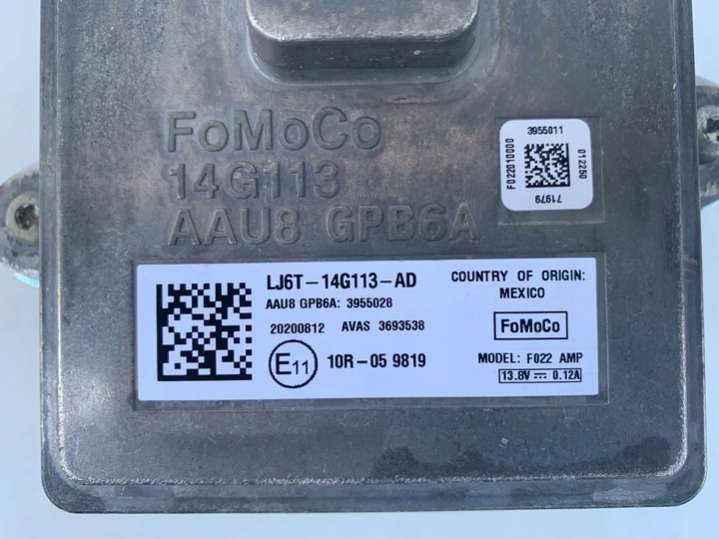 FoMoCo
14G113
AAU8 GPB6A
3955011
F022010000
012250
71979
LJ6T-14G113-AD
AAU8 GPB6A: 3955028
20200812 AVAS 3693538
E11 10R-05 9819
COUNTRY OF ORIGIN:
MEXICO
FoMoCo
MODEL: F022 AMP
13.8V ⎓ 0.12A